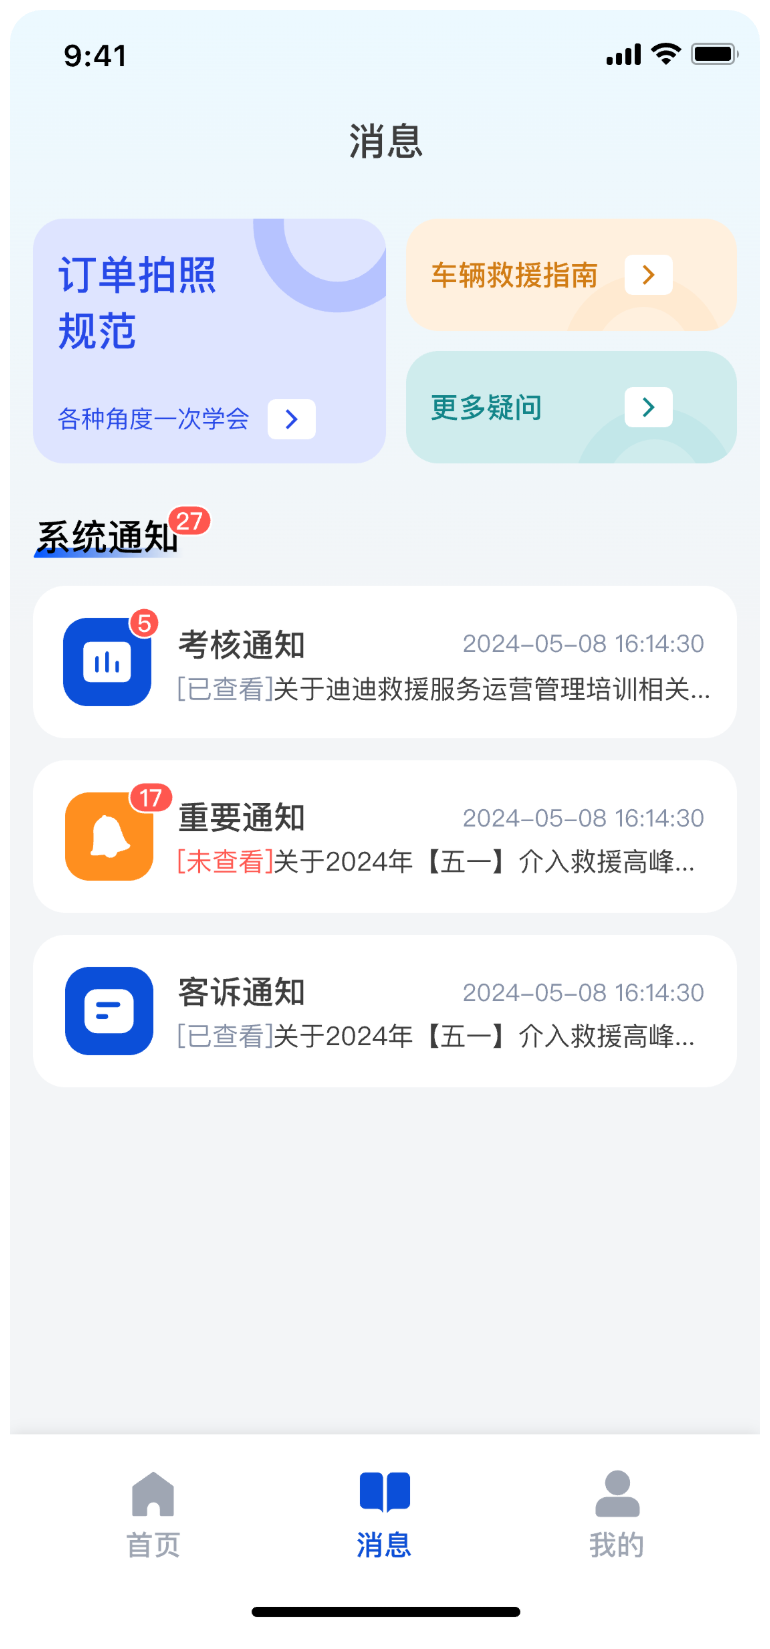 9:41
消息
订单拍照
规范
各种角度一次学会
车辆救援指南
更多疑问
系统通知
27
5
考核通知
2024-05-08 16:14:30
[已查看]关于迪迪救援服务运营管理培训相关...
17
重要通知
2024-05-08 16:14:30
[未查看]关于2024年【五一】介入救援高峰...
客诉通知
2024-05-08 16:14:30
[已查看]关于2024年【五一】介入救援高峰...
首页
消息
我的